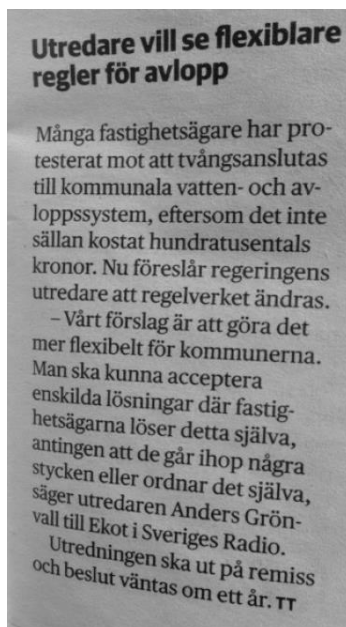 Utredare vill se flexiblare
regler för avlopp
Många fastighetsägare har pro-
testerat mot att tvångsanslutas
till kommunala vatten- och av-
loppssystem, eftersom det inte
sällan kostat hundratusentals
kronor. Nu föreslår regeringens
utredare att regelverket ändras.
– Vårt förslag är att göra det
mer flexibelt för kommunerna.
Man ska kunna acceptera
enskilda lösningar där fastig-
hetsägarna löser detta själva,
antingen att de går ihop några
stycken eller ordnar det själva,
säger utredaren Anders Grön-
vall till Ekot i Sveriges Radio.
Utredningen ska ut på remiss
och beslut väntas om ett år. TT